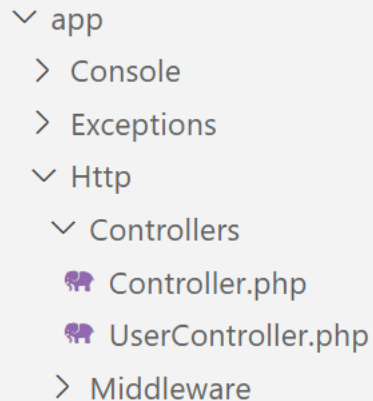 app
Console
Exceptions
Http
Controllers
Controller.php
UserController.php
Middleware